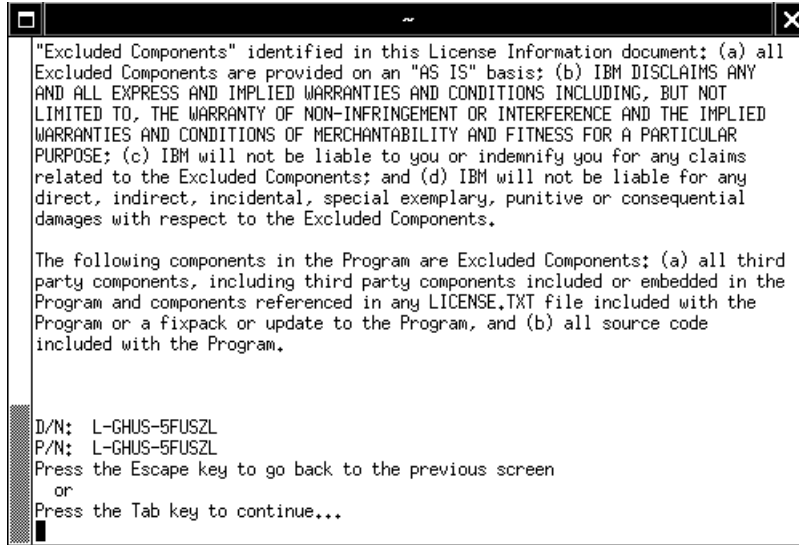 ~
"Excluded Components" identified in this License Information document: (a) all
Excluded Components are provided on an "AS IS" basis; (b) IBM DISCLAIMS ANY
AND ALL EXPRESS AND IMPLIED WARRANTIES AND CONDITIONS INCLUDING, BUT NOT
LIMITED TO, THE WARRANTY OF NON-INFRINGEMENT OR INTERFERENCE AND THE IMPLIED
WARRANTIES AND CONDITIONS OF MERCHANTABILITY AND FITNESS FOR A PARTICULAR
PURPOSE; (c) IBM will not be liable to you or indemnify you for any claims
related to the Excluded Components; and (d) IBM will not be liable for any
direct, indirect, incidental, special exemplary, punitive or consequential
damages with respect to the Excluded Components.
The following components in the Program are Excluded Components: (a) all third
party components, including third party components included or embedded in the
Program and components referenced in any LICENSE.TXT file included with the
Program or a fixpack or update to the Program, and (b) all source code
included with the Program.
D/N:  L-GHUS-5FUSZL
P/N:  L-GHUS-5FUSZL
Press the Escape key to go back to the previous screen
or
Press the Tab key to continue...